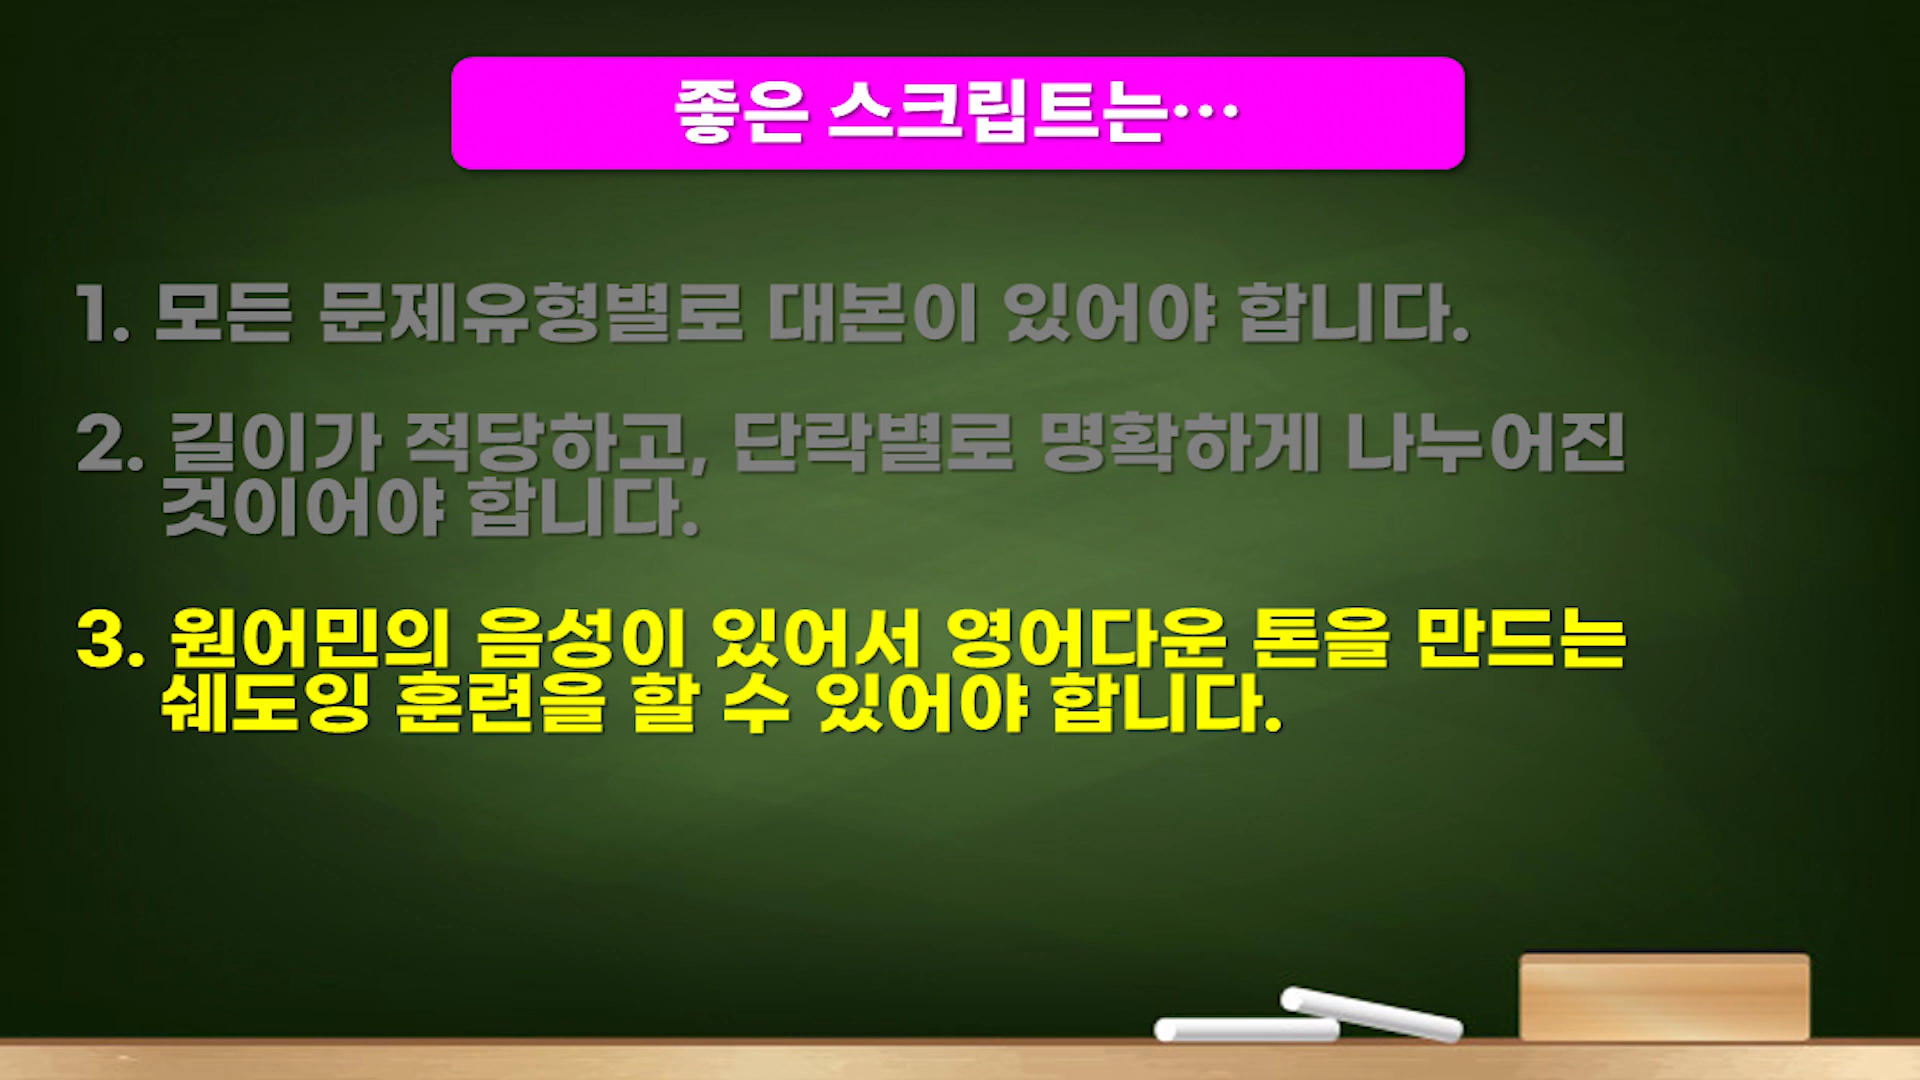 좋은 스크립트는…
1. 모든 문제유형별로 대본이 있어야 합니다.
2. 길이가 적당하고, 단락별로 명확하게 나누어진
것이어야 합니다.
3. 원어민의 음성이 있어서 영어다운 톤을 만드는
쉐도잉 훈련을 할 수 있어야 합니다.